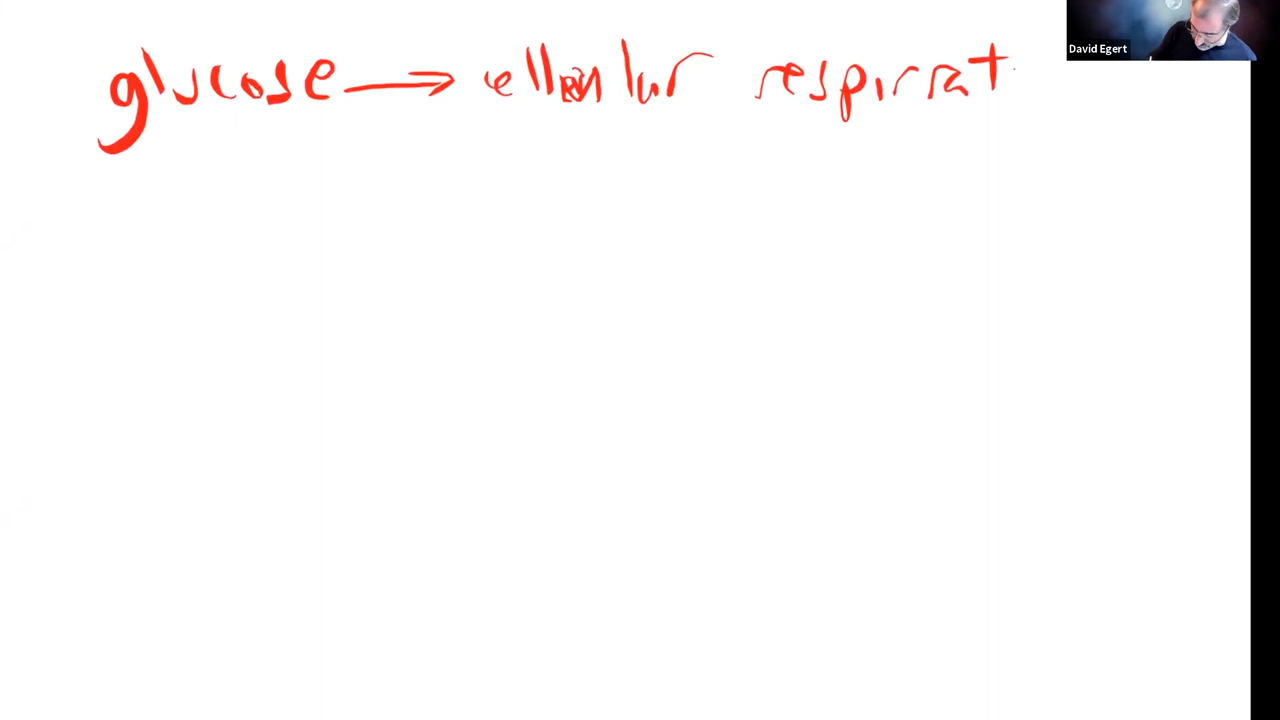 David Egert
glucose → cellular respirat